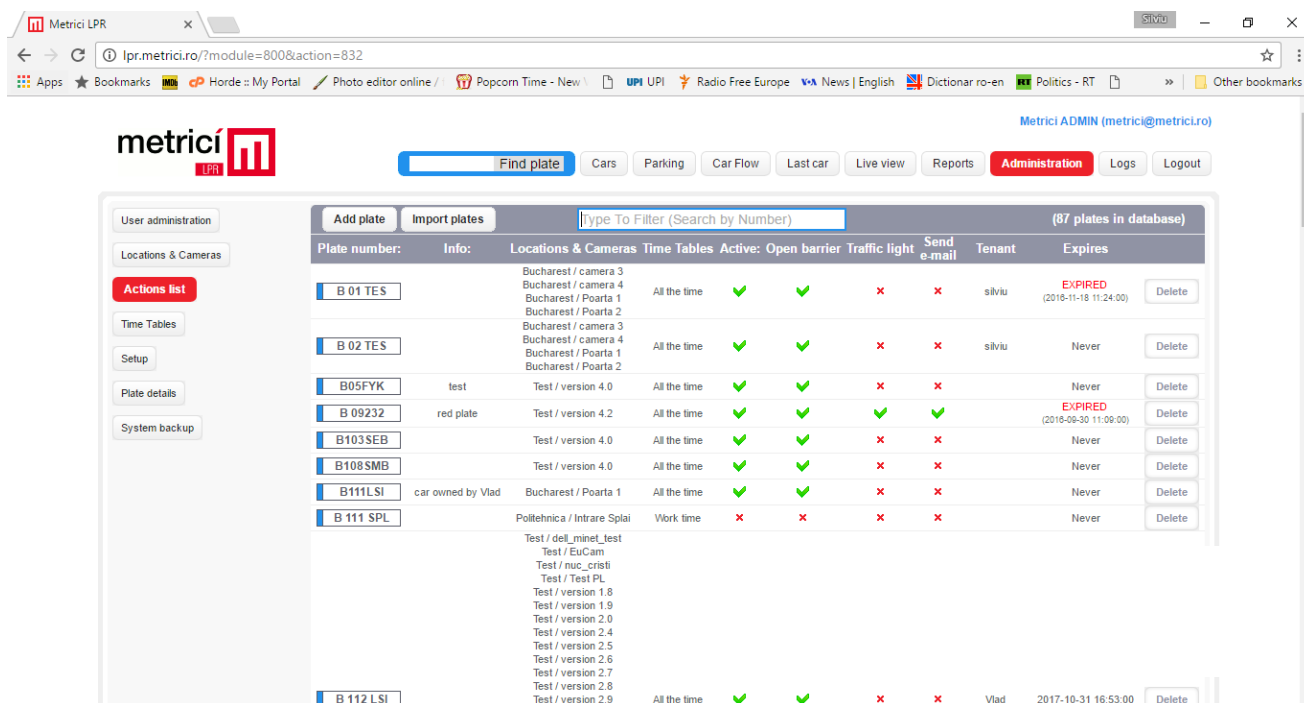 Metrici LPR
Silviu
lpr.metrici.ro/?module=800&action=832
Apps Bookmarks IMDb Horde :: My Portal Photo editor online / Popcorn Time - New UPI UPI Radio Free Europe VOA News | English Dictionar ro-en RT Politics - RT » Other bookmarks
Metrici ADMIN (metrici@metrici.ro)
metricí
LPR
Find plate Cars Parking Car Flow Last car Live view Reports Administration Logs Logout
User administration
Locations & Cameras
Actions list
Time Tables
Setup
Plate details
System backup
Add plate Import plates Type To Filter (Search by Number) (87 plates in database)
Plate number: Info: Locations & Cameras Time Tables Active: Open barrier Traffic light Send e-mail Tenant Expires
Bucharest / camera 3
Bucharest / camera 4
B 01 TES Bucharest / Poarta 1 All the time silviu EXPIRED (2016-11-18 11:24:00) Delete
Bucharest / Poarta 2
Bucharest / camera 3
Bucharest / camera 4
B 02 TES Bucharest / Poarta 1 All the time silviu Never Delete
Bucharest / Poarta 2
B05FYK test Test / version 4.0 All the time Never Delete
B 09232 red plate Test / version 4.2 All the time EXPIRED (2016-09-30 11:09:00) Delete
B103SEB Test / version 4.0 All the time Never Delete
B108SMB Test / version 4.0 All the time Never Delete
B111LSI car owned by Vlad Bucharest / Poarta 1 All the time Never Delete
B 111 SPL Politehnica / Intrare Splai Work time Never Delete
Test / dell_minet_test
Test / EuCam
Test / nuc_cristi
Test / Test PL
Test / version 1.8
Test / version 1.9
Test / version 2.0
Test / version 2.4
Test / version 2.5
Test / version 2.6
Test / version 2.7
Test / version 2.8
B 112 LSI Test / version 2.9 All the time Vlad 2017-10-31 16:53:00 Delete